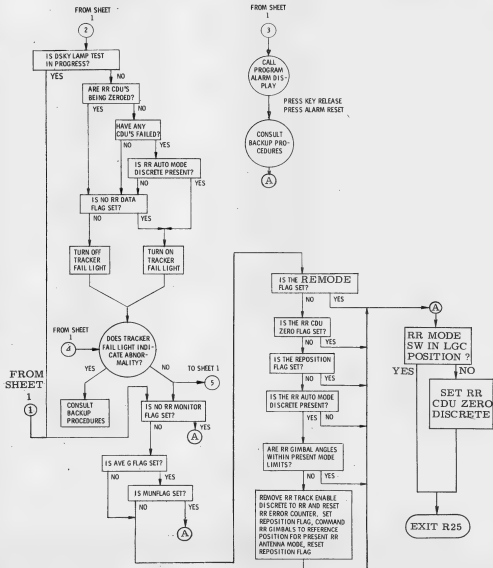 FROM SHEET
1
2
IS DSKY LAMP TEST
IN PROGRESS?
YES
NO
ARE RR CDU'S
BEING ZEROED?
YES
NO
HAVE ANY
CDU'S FAILED?
NO
YES
IS RR AUTO MODE
DISCRETE PRESENT?
NO
YES
IS NO RR DATA
FLAG SET?
NO
YES
TURN OFF
TRACKER
FAIL LIGHT
TURN ON
TRACKER
FAIL LIGHT
FROM
SHEET
1
4
DOES TRACKER
FAIL LIGHT INDI-
CATE ABNOR-
MALITY?
YES
NO
TO SHEET 1
5
CONSULT
BACKUP
PROCEDURES
FROM
SHEET
1
1
IS NO RR MONITOR
FLAG SET?
NO
YES
A
IS AVE G FLAG SET?
NO
YES
IS MUNFLAG SET?
NO
YES
A
FROM SHEET
1
3
CALL
PROGRAM
ALARM DIS-
PLAY
PRESS KEY RELEASE
PRESS ALARM RESET
CONSULT
BACKUP PRO-
CEDURES
A
IS THE REMODE
FLAG SET?
NO
YES
IS THE RR CDU
ZERO FLAG SET?
NO
YES
IS THE REPOSITION
FLAG SET?
NO
YES
IS THE RR AUTO MODE
DISCRETE PRESENT?
YES
NO
ARE RR GIMBAL ANGLES
WITHIN PRESENT MODE
LIMITS?
NO
YES
REMOVE RR TRACK ENABLE
DISCRETE TO RR AND RESET
RR ERROR COUNTER. SET
REPOSITION FLAG, COMMAND
RR GIMBALS TO REFERENCE
POSITION FOR PRESENT RR
ANTENNA MODE, RESET
REPOSITION FLAG
A
RR MODE
SW IN LGC
POSITION ?
YES
NO
SET RR
CDU ZERO
DISCRETE
EXIT R25